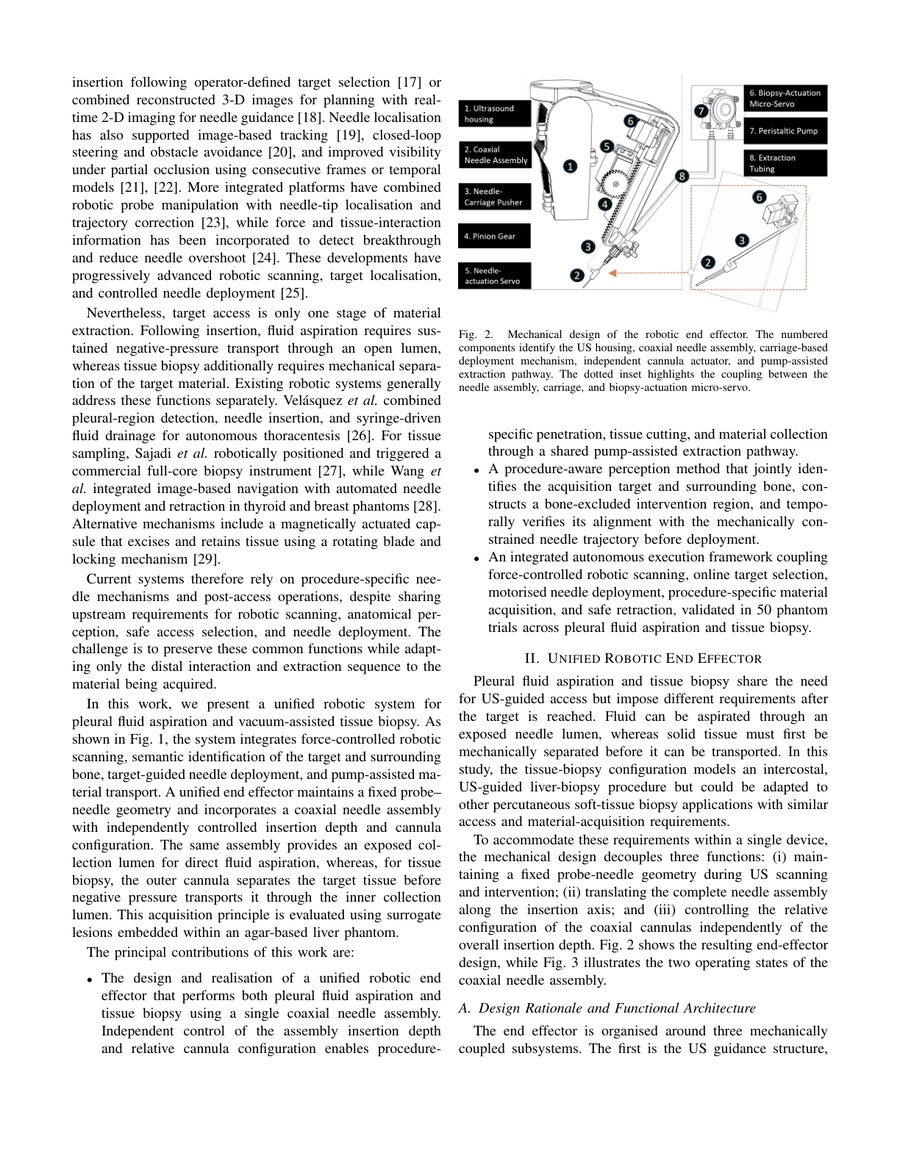 insertion following operator-defined target selection [17] or
combined reconstructed 3-D images for planning with real-
time 2-D imaging for needle guidance [18]. Needle localisation
has also supported image-based tracking [19], closed-loop
steering and obstacle avoidance [20], and improved visibility
under partial occlusion using consecutive frames or temporal
models [21], [22]. More integrated platforms have combined
robotic probe manipulation with needle-tip localisation and
trajectory correction [23], while force and tissue-interaction
information has been incorporated to detect breakthrough
and reduce needle overshoot [24]. These developments have
progressively advanced robotic scanning, target localisation,
and controlled needle deployment [25].
Nevertheless, target access is only one stage of material
extraction. Following insertion, fluid aspiration requires sus-
tained negative-pressure transport through an open lumen,
whereas tissue biopsy additionally requires mechanical separa-
tion of the target material. Existing robotic systems generally
address these functions separately. Velásquez et al. combined
pleural-region detection, needle insertion, and syringe-driven
fluid drainage for autonomous thoracentesis [26]. For tissue
sampling, Sajadi et al. robotically positioned and triggered a
commercial full-core biopsy instrument [27], while Wang et
al. integrated image-based navigation with automated needle
deployment and retraction in thyroid and breast phantoms [28].
Alternative mechanisms include a magnetically actuated cap-
sule that excises and retains tissue using a rotating blade and
locking mechanism [29].
Current systems therefore rely on procedure-specific nee-
dle mechanisms and post-access operations, despite sharing
upstream requirements for robotic scanning, anatomical per-
ception, safe access selection, and needle deployment. The
challenge is to preserve these common functions while adapt-
ing only the distal interaction and extraction sequence to the
material being acquired.
In this work, we present a unified robotic system for
pleural fluid aspiration and vacuum-assisted tissue biopsy. As
shown in Fig. 1, the system integrates force-controlled robotic
scanning, semantic identification of the target and surrounding
bone, target-guided needle deployment, and pump-assisted ma-
terial transport. A unified end effector maintains a fixed probe–
needle geometry and incorporates a coaxial needle assembly
with independently controlled insertion depth and cannula
configuration. The same assembly provides an exposed col-
lection lumen for direct fluid aspiration, whereas, for tissue
biopsy, the outer cannula separates the target tissue before
negative pressure transports it through the inner collection
lumen. This acquisition principle is evaluated using surrogate
lesions embedded within an agar-based liver phantom.
The principal contributions of this work are:
• The design and realisation of a unified robotic end
effector that performs both pleural fluid aspiration and
tissue biopsy using a single coaxial needle assembly.
Independent control of the assembly insertion depth
and relative cannula configuration enables procedure-
1. Ultrasound
housing
2. Coaxial
Needle Assembly
3. Needle-
Carriage Pusher
4. Pinion Gear
5. Needle-
actuation Servo
1
2
3
4
5
6
7
8
6. Biopsy-Actuation
Micro-Servo
7. Peristaltic Pump
8. Extraction
Tubing
6
3
2
Fig. 2. Mechanical design of the robotic end effector. The numbered
components identify the US housing, coaxial needle assembly, carriage-based
deployment mechanism, independent cannula actuator, and pump-assisted
extraction pathway. The dotted inset highlights the coupling between the
needle assembly, carriage, and biopsy-actuation micro-servo.
specific penetration, tissue cutting, and material collection
through a shared pump-assisted extraction pathway.
• A procedure-aware perception method that jointly iden-
tifies the acquisition target and surrounding bone, con-
structs a bone-excluded intervention region, and tempo-
rally verifies its alignment with the mechanically con-
strained needle trajectory before deployment.
• An integrated autonomous execution framework coupling
force-controlled robotic scanning, online target selection,
motorised needle deployment, procedure-specific material
acquisition, and safe retraction, validated in 50 phantom
trials across pleural fluid aspiration and tissue biopsy.
II. UNIFIED ROBOTIC END EFFECTOR
Pleural fluid aspiration and tissue biopsy share the need
for US-guided access but impose different requirements after
the target is reached. Fluid can be aspirated through an
exposed needle lumen, whereas solid tissue must first be
mechanically separated before it can be transported. In this
study, the tissue-biopsy configuration models an intercostal,
US-guided liver-biopsy procedure but could be adapted to
other percutaneous soft-tissue biopsy applications with similar
access and material-acquisition requirements.
To accommodate these requirements within a single device,
the mechanical design decouples three functions: (i) main-
taining a fixed probe-needle geometry during US scanning
and intervention; (ii) translating the complete needle assembly
along the insertion axis; and (iii) controlling the relative
configuration of the coaxial cannulas independently of the
overall insertion depth. Fig. 2 shows the resulting end-effector
design, while Fig. 3 illustrates the two operating states of the
coaxial needle assembly.
A. Design Rationale and Functional Architecture
The end effector is organised around three mechanically
coupled subsystems. The first is the US guidance structure,